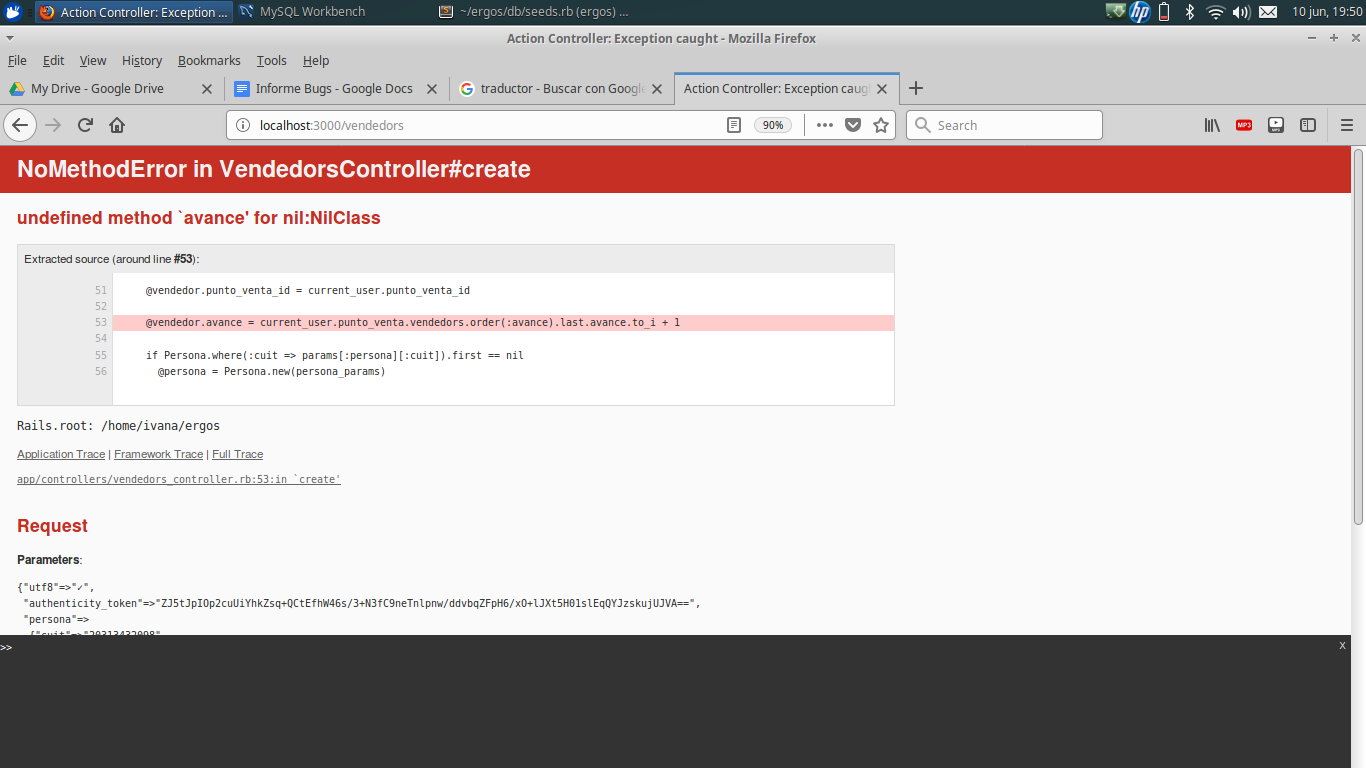 Action Controller: Exception ...
MySQL Workbench
~/ergos/db/seeds.rb (ergos) ...
10 jun, 19:50
Action Controller: Exception caught - Mozilla Firefox
File Edit View History Bookmarks Tools Help
My Drive - Google Drive
Informe Bugs - Google Docs
traductor - Buscar con Google
Action Controller: Exception caug
localhost:3000/vendedors
90%
Search
MP3
NoMethodError in VendedorsController#create
undefined method `avance' for nil:NilClass
Extracted source (around line #53):
51 @vendedor.punto_venta_id = current_user.punto_venta_id
52
53 @vendedor.avance = current_user.punto_venta.vendedors.order(:avance).last.avance.to_i + 1
54
55 if Persona.where(:cuit => params[:persona][:cuit]).first == nil
56 @persona = Persona.new(persona_params)
Rails.root: /home/ivana/ergos
Application Trace | Framework Trace | Full Trace
app/controllers/vendedors_controller.rb:53:in `create'
Request
Parameters:
{"utf8"=>"✓",
"authenticity_token"=>"ZJ5tJpIOp2cuUiYhkZsq+QCtEfhW46s/3+N3fC9neTnlpnw/ddvbqZFpH6/xO+lJXt5H01slEqQYJzskujUJVA==",
"persona"=>
{"cuit"=>"20313432098",
>>
x